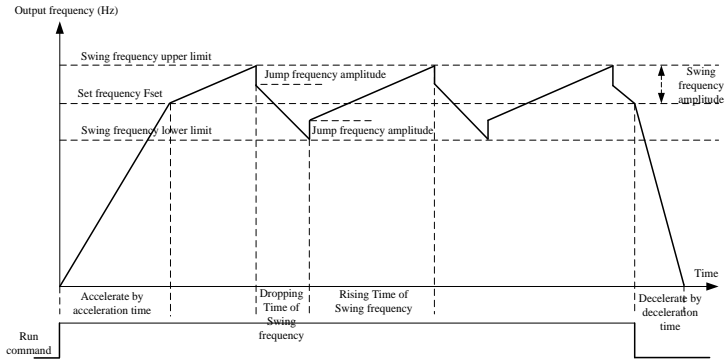 Output frequency (Hz)
Swing frequency upper limit
Jump frequency amplitude
Swing
frequency
amplitude
Set frequency Fset
Swing frequency lower limit
Jump frequency amplitude
Time
Accelerate by
acceleration time
Dropping
Time of
Swing
frequency
Rising Time of
Swing frequency
Decelerate by
deceleration
time
Run
command